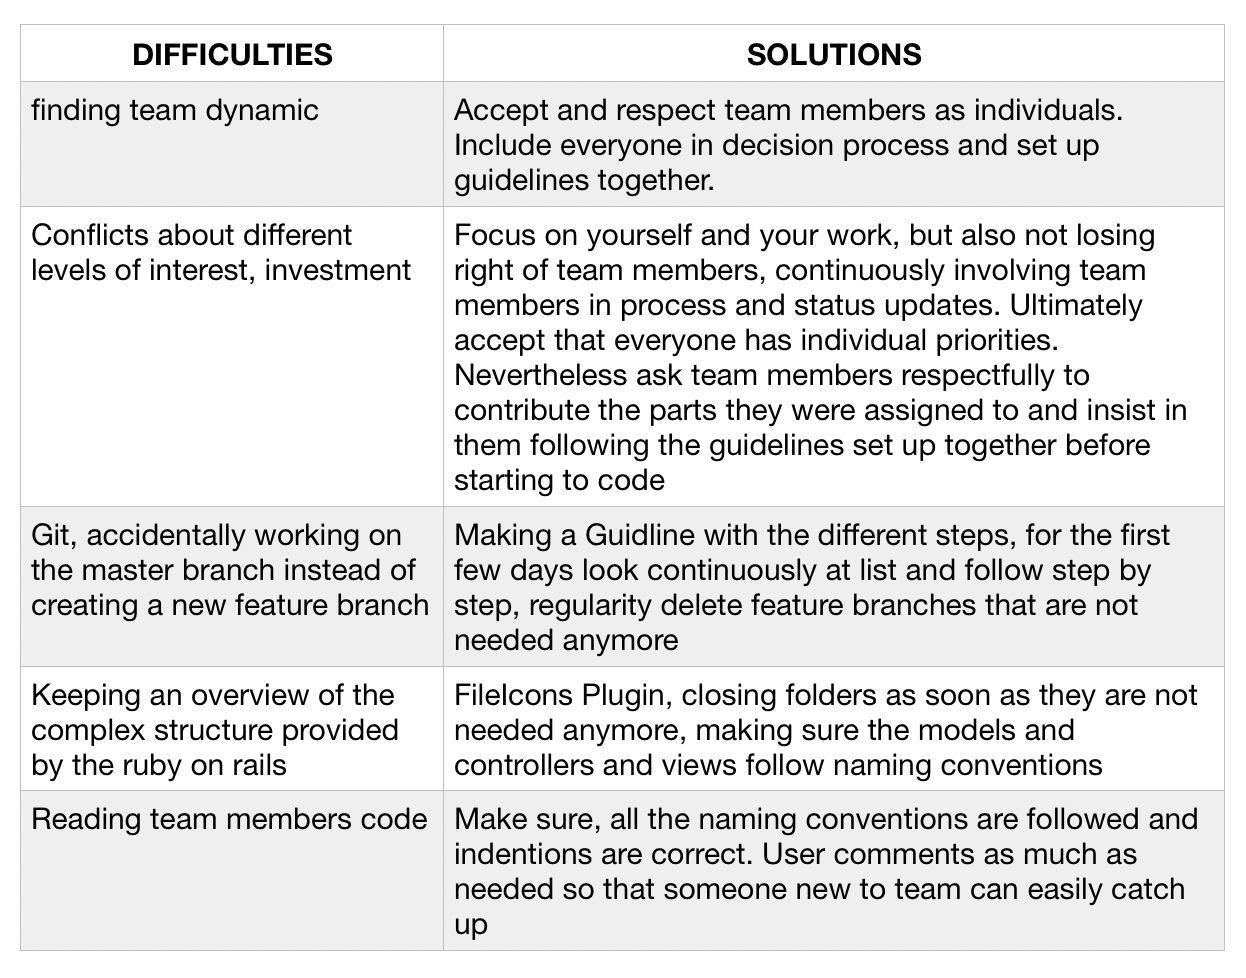 DIFFICULTIES
SOLUTIONS
finding team dynamic
Accept and respect team members as individuals.
Include everyone in decision process and set up
guidelines together.
Conflicts about different
levels of interest, investment
Focus on yourself and your work, but also not losing
right of team members, continuously involving team
members in process and status updates. Ultimately
accept that everyone has individual priorities.
Nevertheless ask team members respectfully to
contribute the parts they were assigned to and insist in
them following the guidelines set up together before
starting to code
Git, accidentally working on
the master branch instead of
creating a new feature branch
Making a Guidline with the different steps, for the first
few days look continuously at list and follow step by
step, regularity delete feature branches that are not
needed anymore
Keeping an overview of the
complex structure provided
by the ruby on rails
FileIcons Plugin, closing folders as soon as they are not
needed anymore, making sure the models and
controllers and views follow naming conventions
Reading team members code
Make sure, all the naming conventions are followed and
indentions are correct. User comments as much as
needed so that someone new to team can easily catch
up